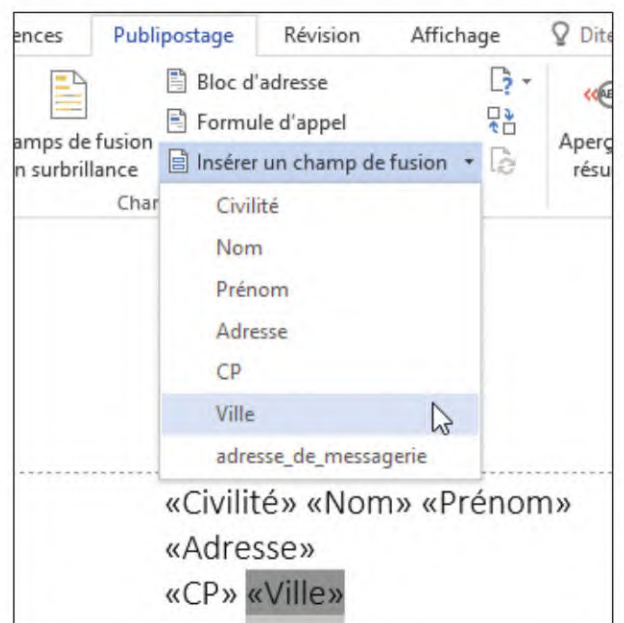 ences Publipostage Révision Affichage Dite
Bloc d'adresse
Formule d'appel
amps de fusion
n surbrillance
Insérer un champ de fusion
Aperç
résu
Char
Civilité
Nom
Prénom
Adresse
CP
Ville
adresse_de_messagerie
«Civilité» «Nom» «Prénom»
«Adresse»
«CP» «Ville»